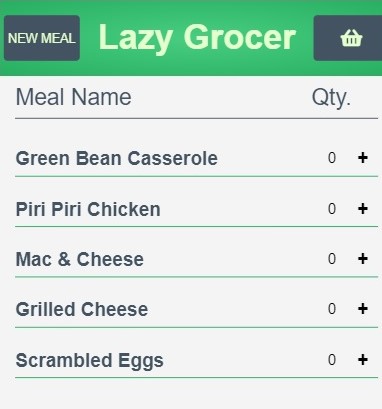 NEW MEAL Lazy Grocer
Meal Name Qty.
Green Bean Casserole 0 +
Piri Piri Chicken 0 +
Mac & Cheese 0 +
Grilled Cheese 0 +
Scrambled Eggs 0 +